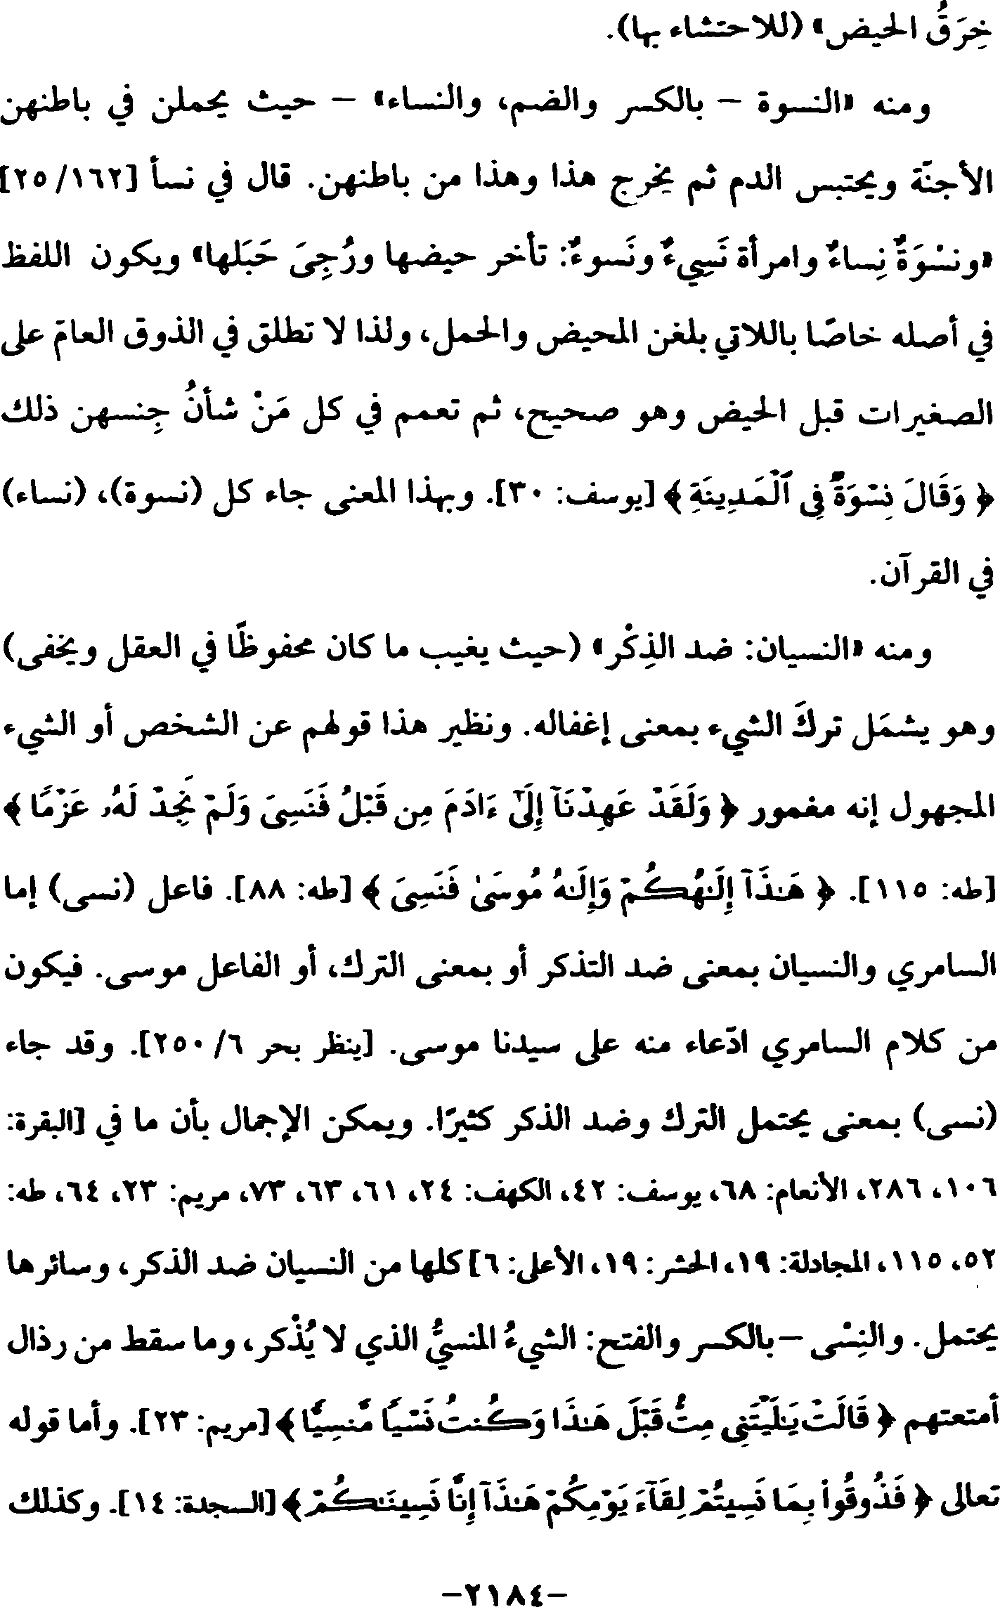 خِرَقُ الحيض» (للاحتشاء بها).
ومنه «النسوة – بالكسر والضم، والنساء» – حيث يحملن في باطنهن
الأجنّة ويحتبس الدم ثم يخرج هذا وهذا من باطنهن. قال في نسأ [١٦٢/ ٢٥]
«ونسْوَةٌ نِساءٌ وامرأة نَسِيءٌ ونَسوءٌ: تأخر حيضها ورُجِىَ حَبَلها» ويكون اللفظ
في أصله خاصًا باللاتي بلغن المحيض والحمل، ولذا لا تطلق في الذوق العامّ على
الصغيرات قبل الحيض وهو صحيح، ثم تعمم في كل مَنْ شأنُ جِنسهن ذلك
﴿ وَقَالَ نِسْوَةٌ فِى ٱلْمَدِينَةِ ﴾ [يوسف: ٣٠]. وبهذا المعنى جاء كل (نسوة)، (نساء)
في القرآن.
ومنه «النسيان: ضد الذِكْر» (حيث يغيب ما كان محفوظًا في العقل ويخفى)
وهو يشمَل تركَ الشيء بمعنى إغفاله. ونظير هذا قولهم عن الشخص أو الشيء
المجهول إنه مغمور ﴿ وَلَقَدْ عَهِدْنَآ إِلَىٰٓ ءَادَمَ مِن قَبْلُ فَنَسِىَ وَلَمْ نَجِدْ لَهُۥ عَزْمًا ﴾
[طه: ١١٥]. ﴿ هَـٰذَآ إِلَـٰهُكُمْ وَإِلَـٰهُ مُوسَىٰ فَنَسِىَ ﴾ [طه: ٨٨]. فاعل (نسى) إما
السامري والنسيان بمعنى ضد التذكر أو بمعنى الترك، أو الفاعل موسى. فيكون
من كلام السامري ادّعاء منه على سيدنا موسى. [ينظر بحر ٦/ ٢٥٠]. وقد جاء
(نسى) بمعنى يحتمل الترك وضد الذكر كثيرًا. ويمكن الإجمال بأن ما في [البقرة:
١٠٦، ٢٨٦، الأنعام: ٦٨، يوسف: ٤٢، الكهف: ٢٤، ٦١، ٦٣، ٧٣، مريم: ٢٣، ٦٤، طه:
٥٢، ١١٥، المجادلة: ١٩، الحشر: ١٩، الأعلى: ٦] كلها من النسيان ضد الذكر، وسائرها
يحتمل. والنِسْى –بالكسر والفتح: الشيءُ المنسيُّ الذي لا يُذْكر، وما سقط من رذال
أمتعتهم ﴿ قَالَتْ يَـٰلَيْتَنِى مِتُّ قَبْلَ هَـٰذَا وَكُنتُ نَسْيًا مَّنسِيًّا ﴾ [مريم: ٢٣]. وأما قوله
تعالى ﴿ فَذُوقُوا۟ بِمَا نَسِيتُمْ لِقَآءَ يَوْمِكُمْ هَـٰذَآ إِنَّا نَسِينَـٰكُمْ ﴾ [السجدة: ١٤]. وكذلك
–٢١٨٤–